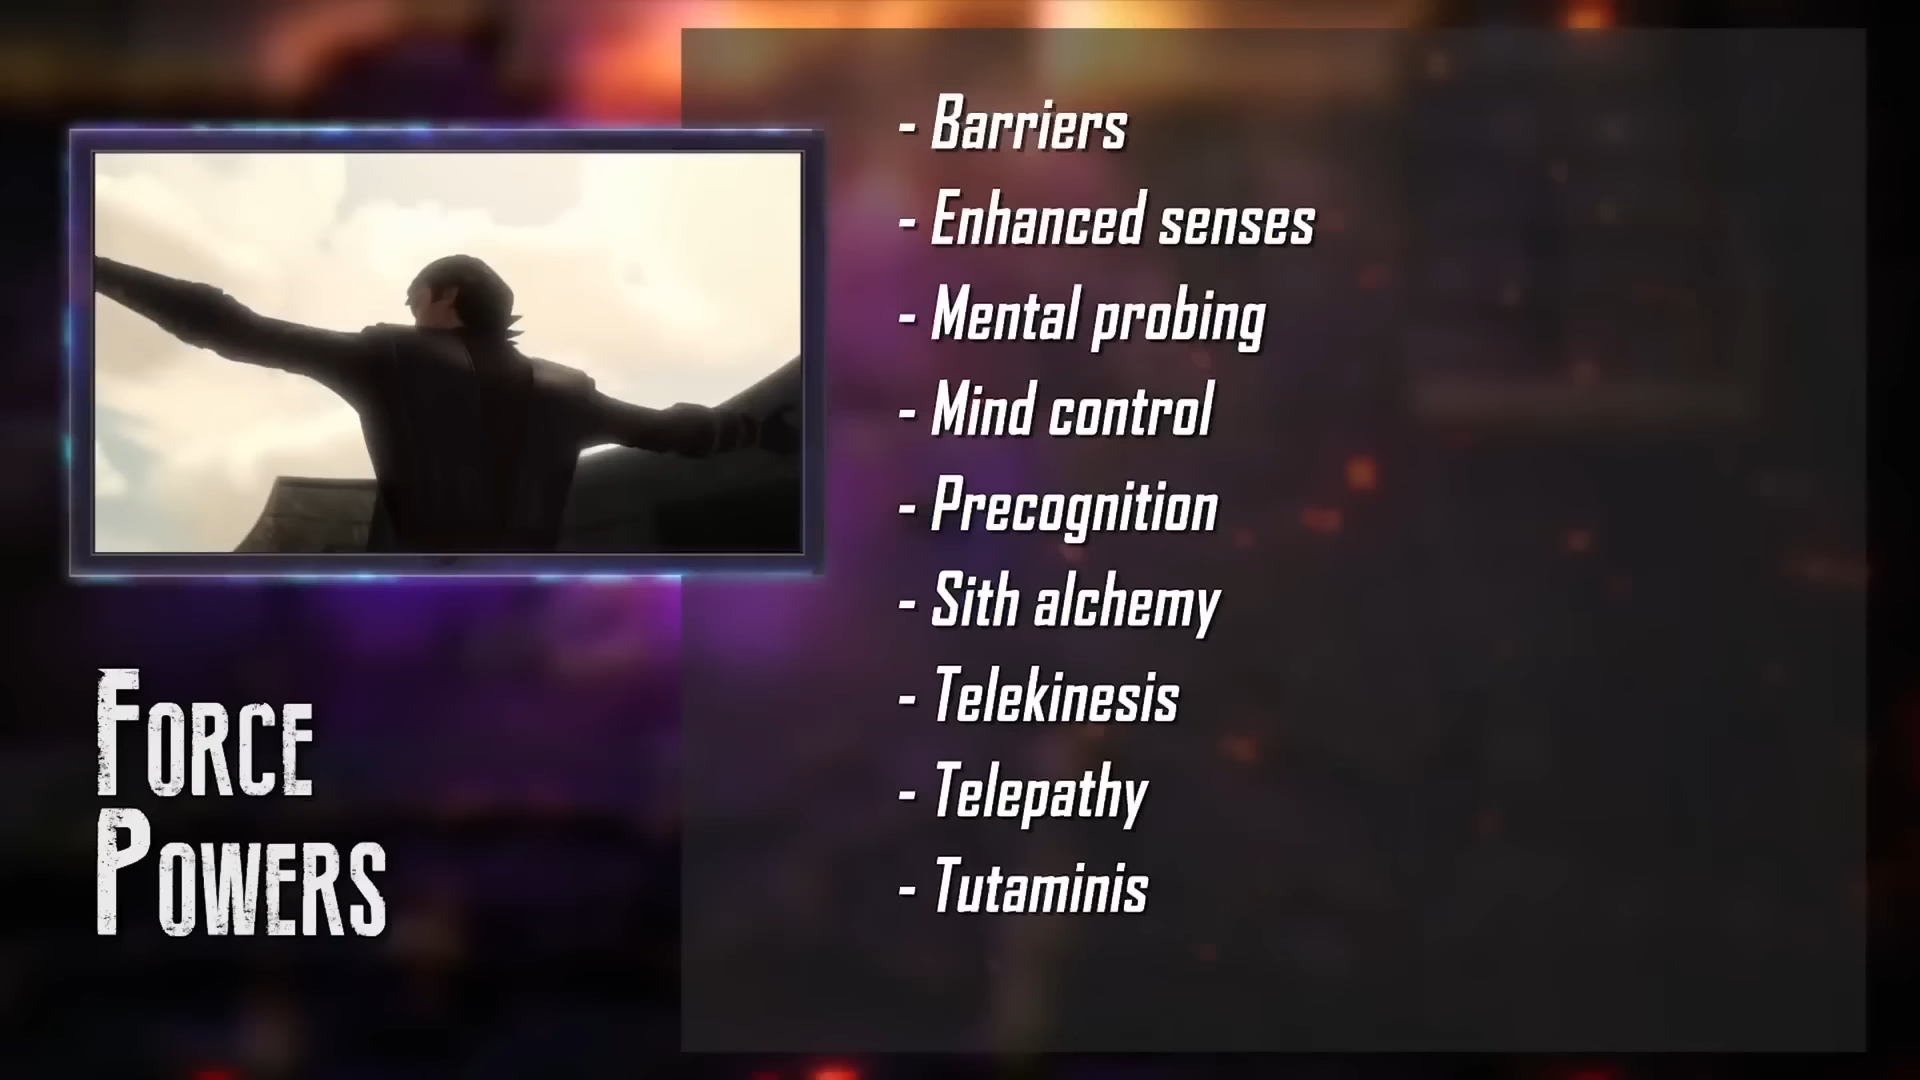 - Barriers
- Enhanced senses
- Mental probing
- Mind control
- Precognition
- Sith alchemy
- Telekinesis
- Telepathy
- Tutaminis
Force
Powers